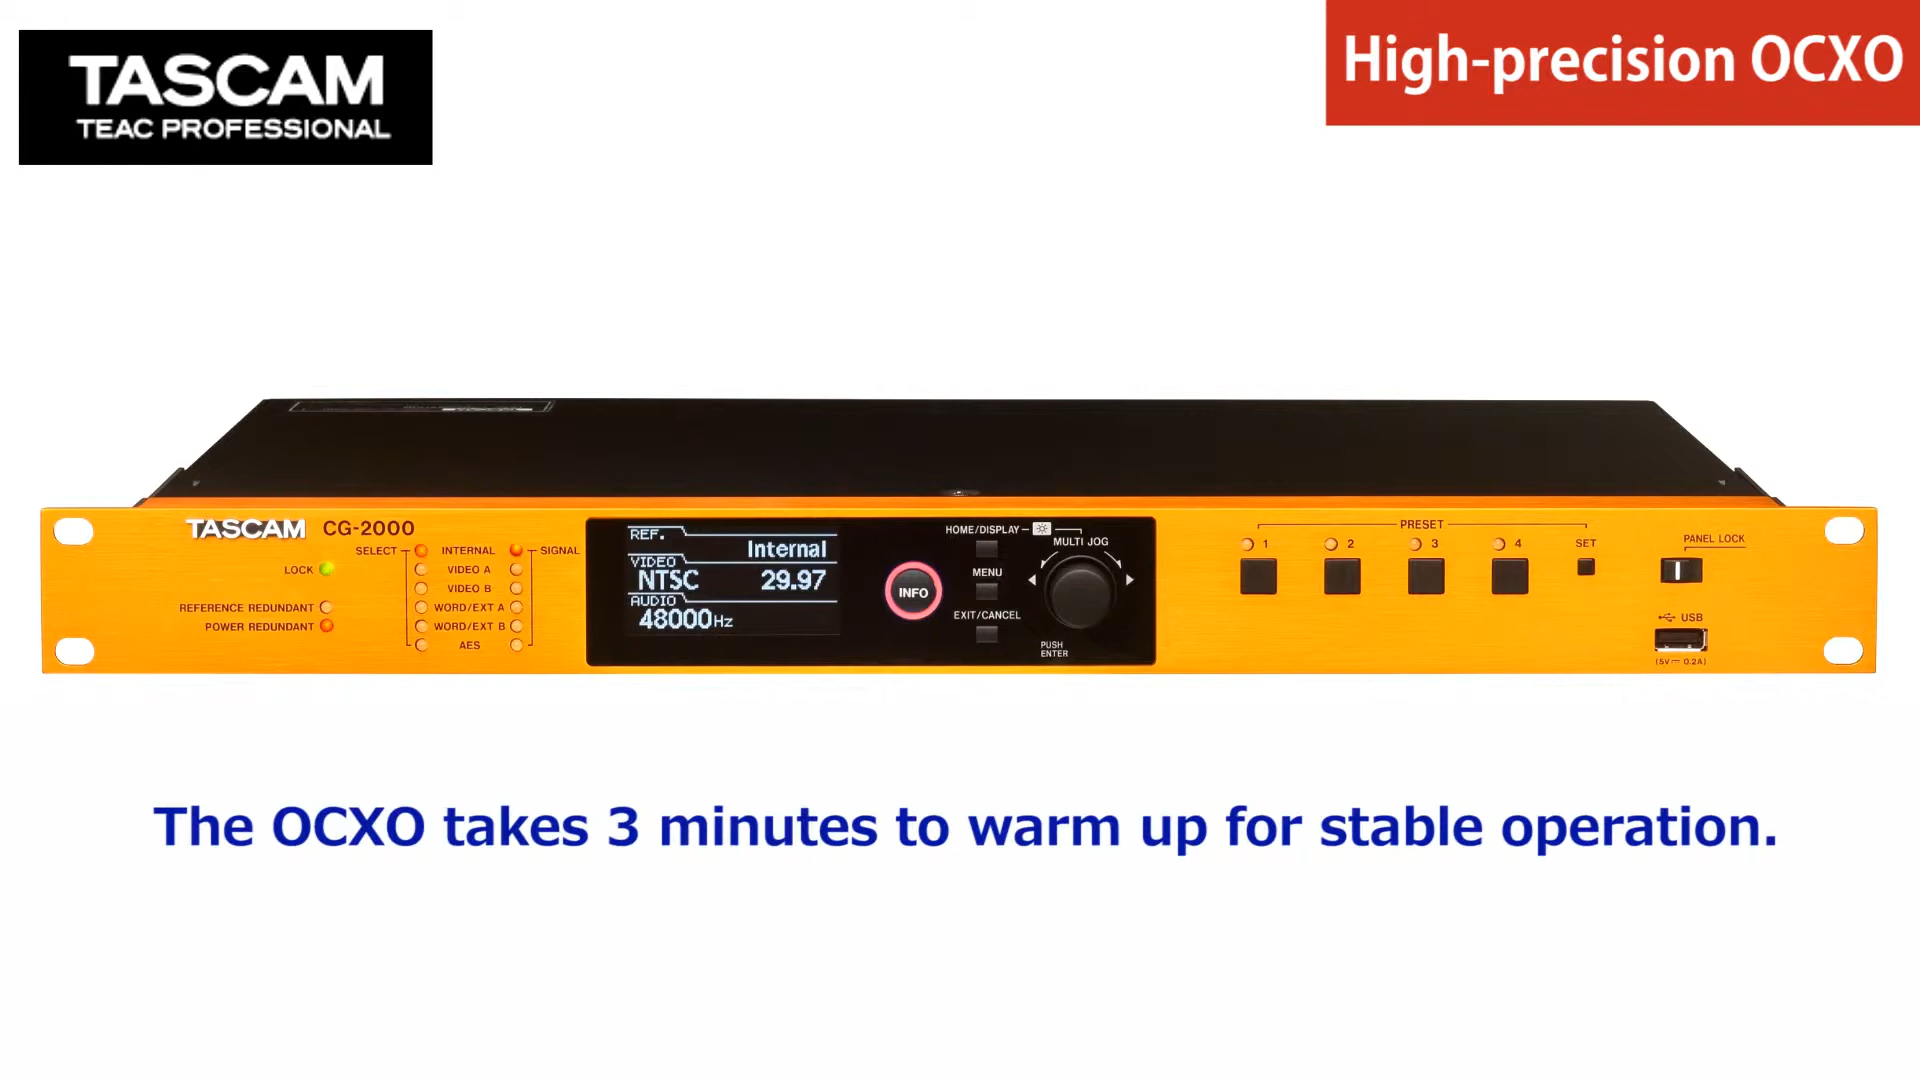 TASCAM
TEAC PROFESSIONAL
High-precision OCXO
TASCAM CG-2000
SELECT
INTERNAL
SIGNAL
LOCK
VIDEO A
VIDEO B
REFERENCE REDUNDANT
WORD/EXT A
POWER REDUNDANT
WORD/EXT B
AES
REF.
Internal
VIDEO
NTSC 29.97
AUDIO
48000Hz
INFO
HOME/DISPLAY
MULTI JOG
MENU
EXIT/CANCEL
PUSH
ENTER
PRESET
1 2 3 4 SET
PANEL LOCK
USB
(5V 0.2A)
The OCXO takes 3 minutes to warm up for stable operation.